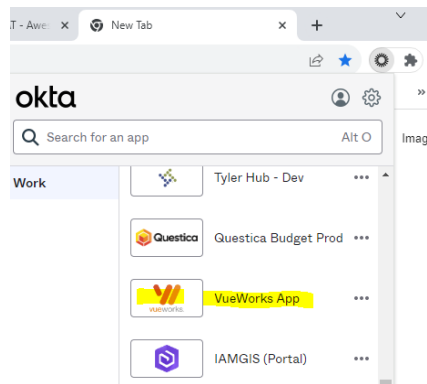 T - Awe
New Tab
okta
Search for an app
Alt O
Imag
Work
Tyler Hub - Dev
Questica
Questica Budget Prod
vueworks
VueWorks App
IAMGIS (Portal)